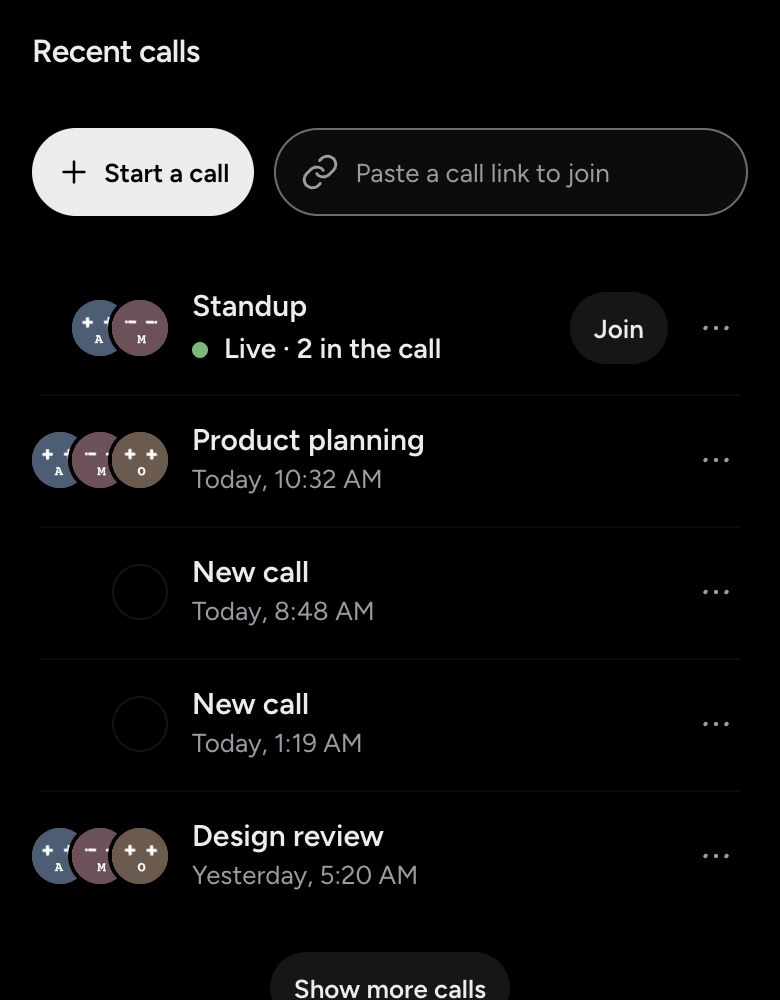 Recent calls
Start a call
Paste a call link to join
A M
Standup
Live · 2 in the call
Join
A M O
Product planning
Today, 10:32 AM
New call
Today, 8:48 AM
New call
Today, 1:19 AM
A M O
Design review
Yesterday, 5:20 AM
Show more calls